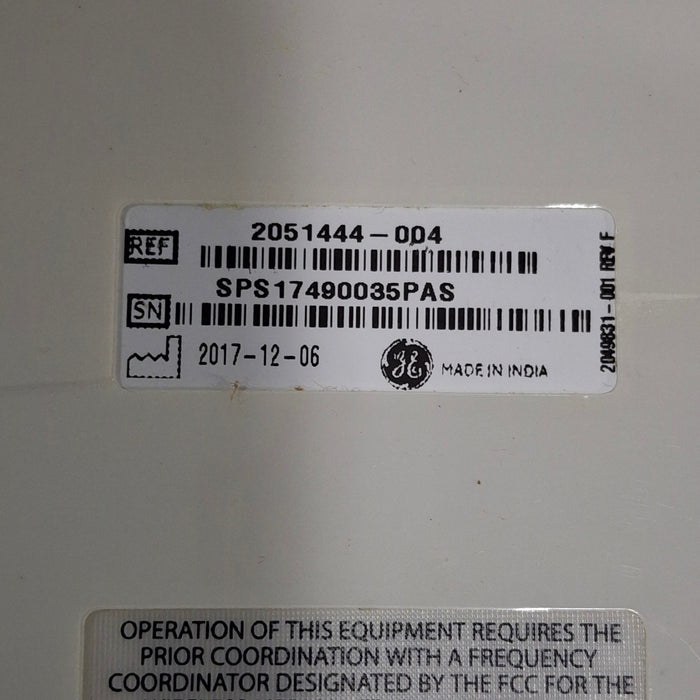 REF 2051444-004
SN SPS17490035PAS
2017-12-06
GE MADE IN INDIA
2049831-001 REV F
OPERATION OF THIS EQUIPMENT REQUIRES THE
PRIOR COORDINATION WITH A FREQUENCY
COORDINATOR DESIGNATED BY THE FCC FOR THE